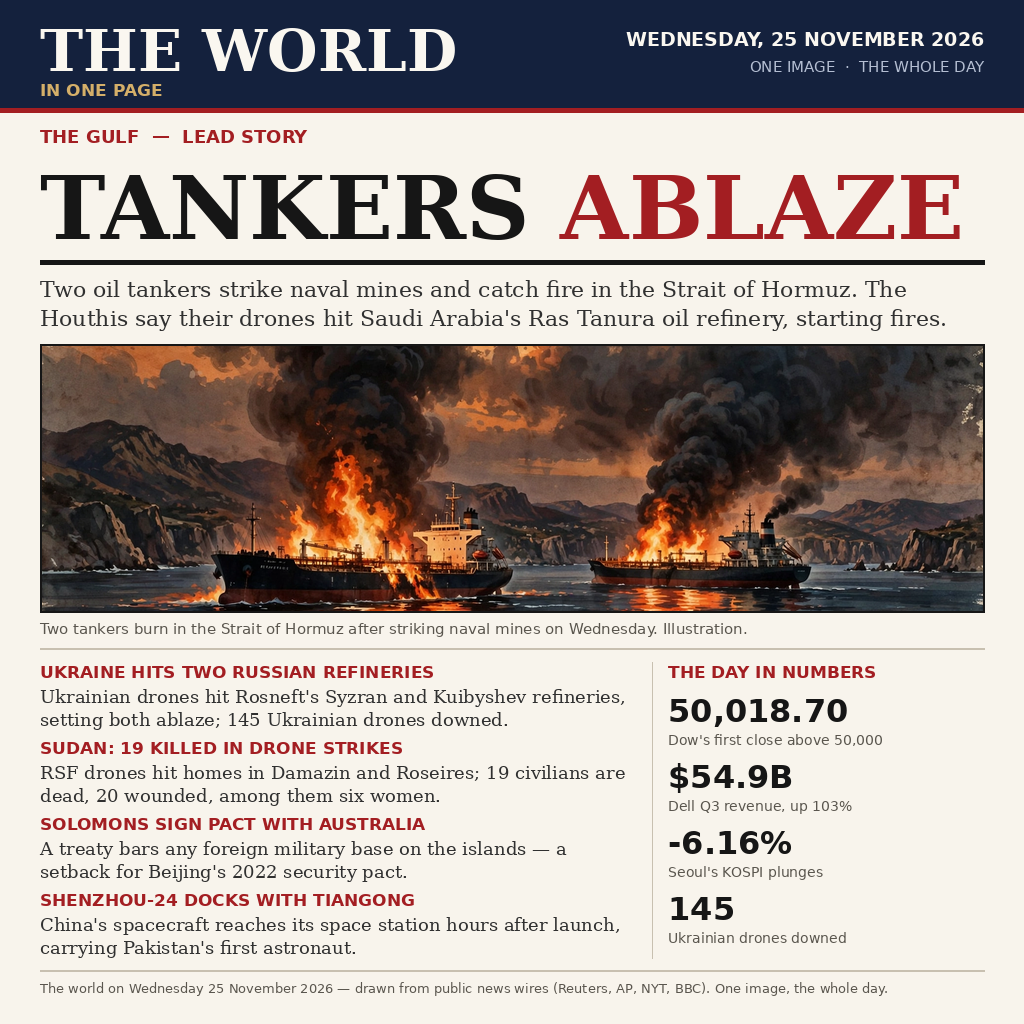 THE WORLD
IN ONE PAGE
WEDNESDAY, 25 NOVEMBER 2026
ONE IMAGE · THE WHOLE DAY
THE GULF — LEAD STORY
TANKERS ABLAZE
Two oil tankers strike naval mines and catch fire in the Strait of Hormuz. The
Houthis say their drones hit Saudi Arabia's Ras Tanura oil refinery, starting fires.
Two tankers burn in the Strait of Hormuz after striking naval mines on Wednesday. Illustration.
UKRAINE HITS TWO RUSSIAN REFINERIES
Ukrainian drones hit Rosneft's Syzran and Kuibyshev refineries,
setting both ablaze; 145 Ukrainian drones downed.
SUDAN: 19 KILLED IN DRONE STRIKES
RSF drones hit homes in Damazin and Roseires; 19 civilians are
dead, 20 wounded, among them six women.
SOLOMONS SIGN PACT WITH AUSTRALIA
A treaty bars any foreign military base on the islands — a
setback for Beijing's 2022 security pact.
SHENZHOU-24 DOCKS WITH TIANGONG
China's spacecraft reaches its space station hours after launch,
carrying Pakistan's first astronaut.
THE DAY IN NUMBERS
50,018.70
Dow's first close above 50,000
$54.9B
Dell Q3 revenue, up 103%
-6.16%
Seoul's KOSPI plunges
145
Ukrainian drones downed
The world on Wednesday 25 November 2026 — drawn from public news wires (Reuters, AP, NYT, BBC). One image, the whole day.